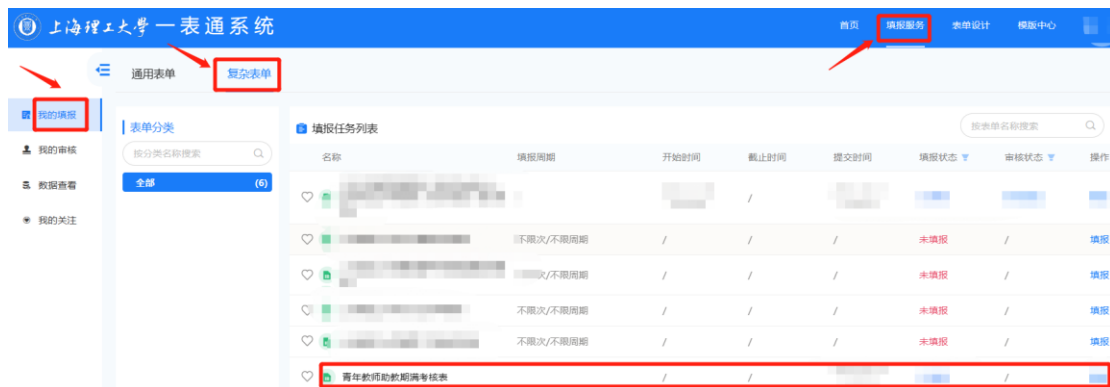 上海理工大学一表通系统
首页 填报服务 表单设计 模版中心
通用表单 复杂表单
我的填报
我的审核
数据查看
我的关注
表单分类
按分类名称搜索
全部 (6)
填报任务列表
按表单名称搜索
名称 填报周期 开始时间 截止时间 提交时间 填报状态 审核状态 操作
/
不限次/不限周期 / / / 未填报 / 填报
次/不限周期 / / / 未填报 / 填报
不限次/不限周期 / / / 未填报 / 填报
不限次/不限周期 / / / 未填报 / 填报
青年教师助教期满考核表 / /